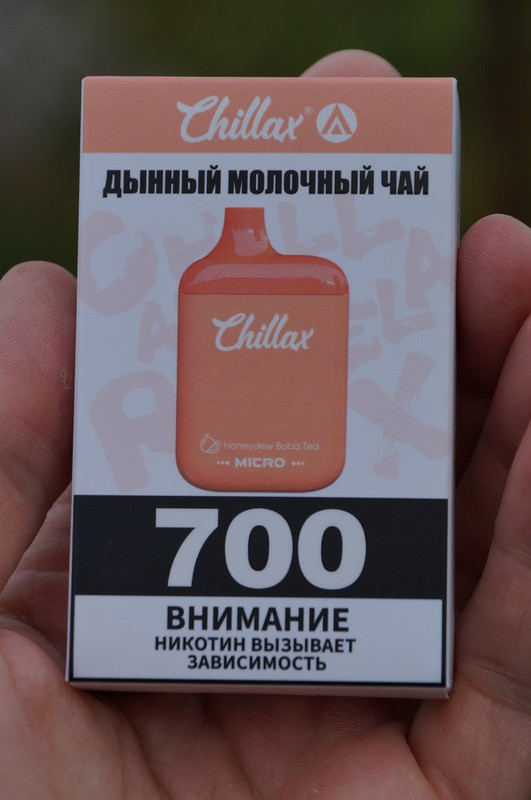 Chillax®
ДЫННЫЙ МОЛОЧНЫЙ ЧАЙ
Chillax
Honeydew Boba Tea
MICRO
700
ВНИМАНИЕ
НИКОТИН ВЫЗЫВАЕТ
ЗАВИСИМОСТЬ